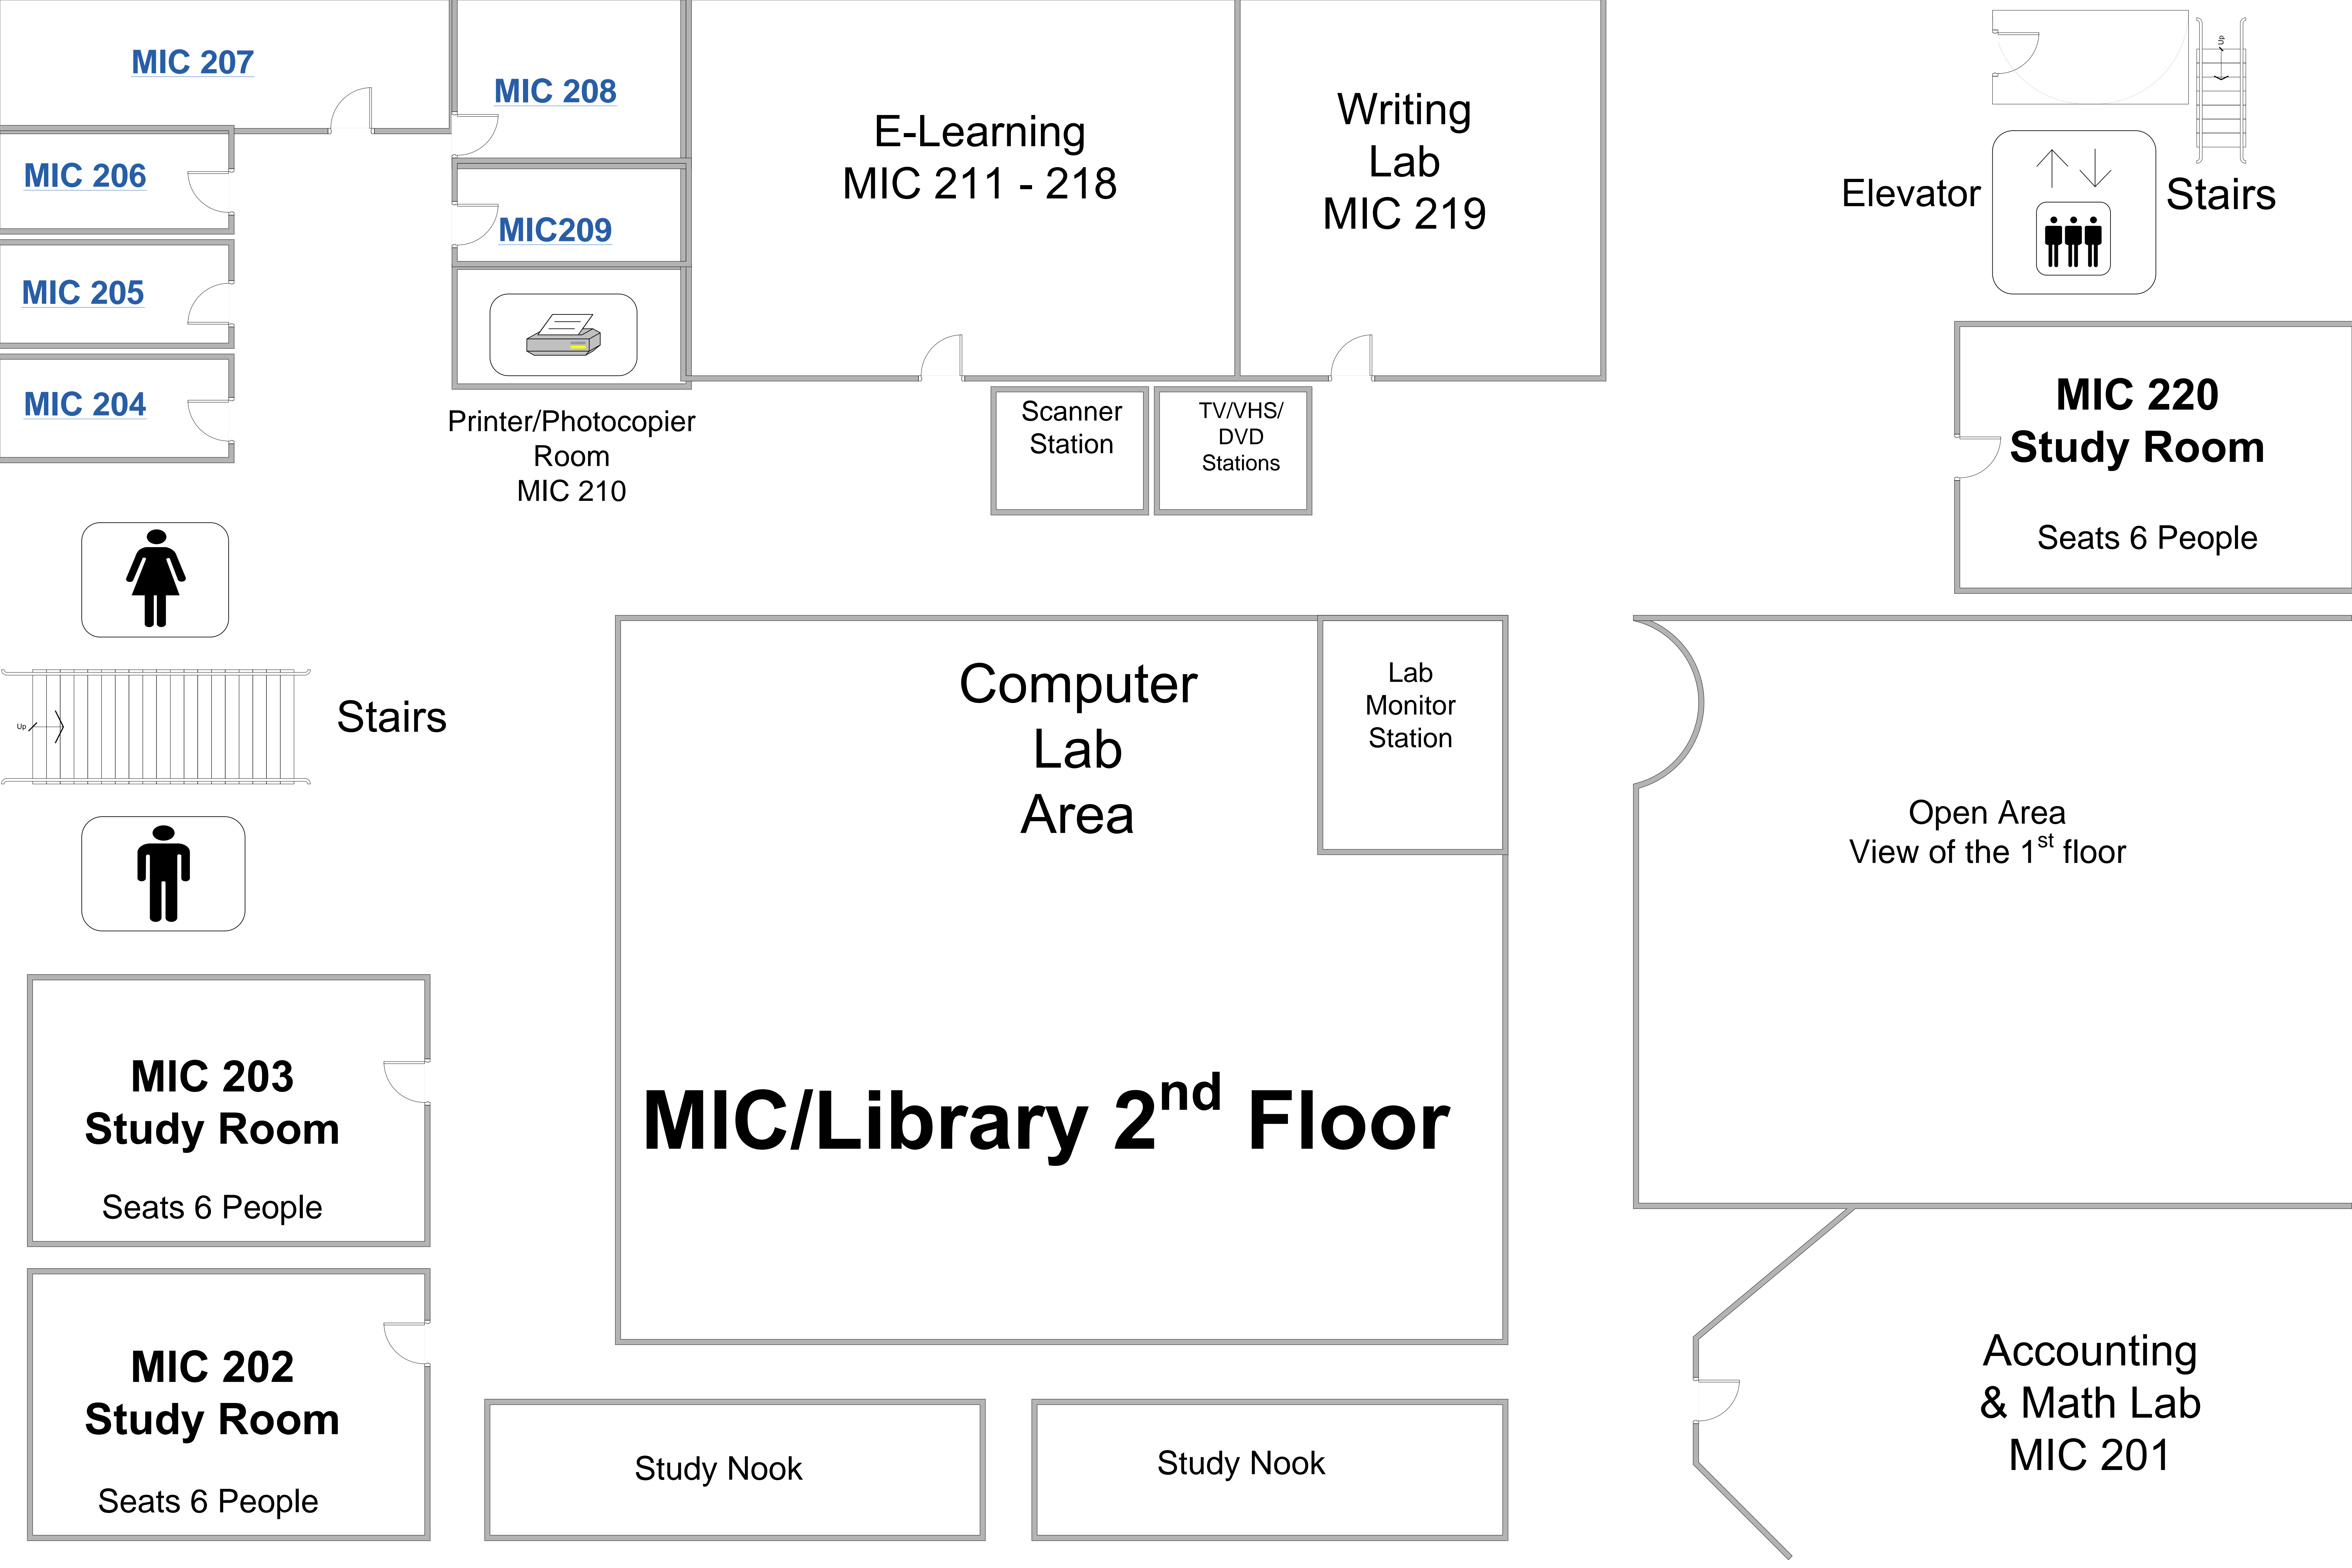 MIC 207
MIC 208
MIC 206
MIC209
MIC 205
MIC 204
E-Learning
MIC 211 - 218
Writing
Lab
MIC 219
Up
Elevator
Stairs
Printer/Photocopier
Room
MIC 210
Scanner
Station
TV/VHS/
DVD
Stations
MIC 220
Study Room
Seats 6 People
Up
Stairs
Computer
Lab
Area
Lab
Monitor
Station
Open Area
View of the 1st floor
MIC/Library 2nd Floor
MIC 203
Study Room
Seats 6 People
MIC 202
Study Room
Seats 6 People
Study Nook
Study Nook
Accounting
& Math Lab
MIC 201